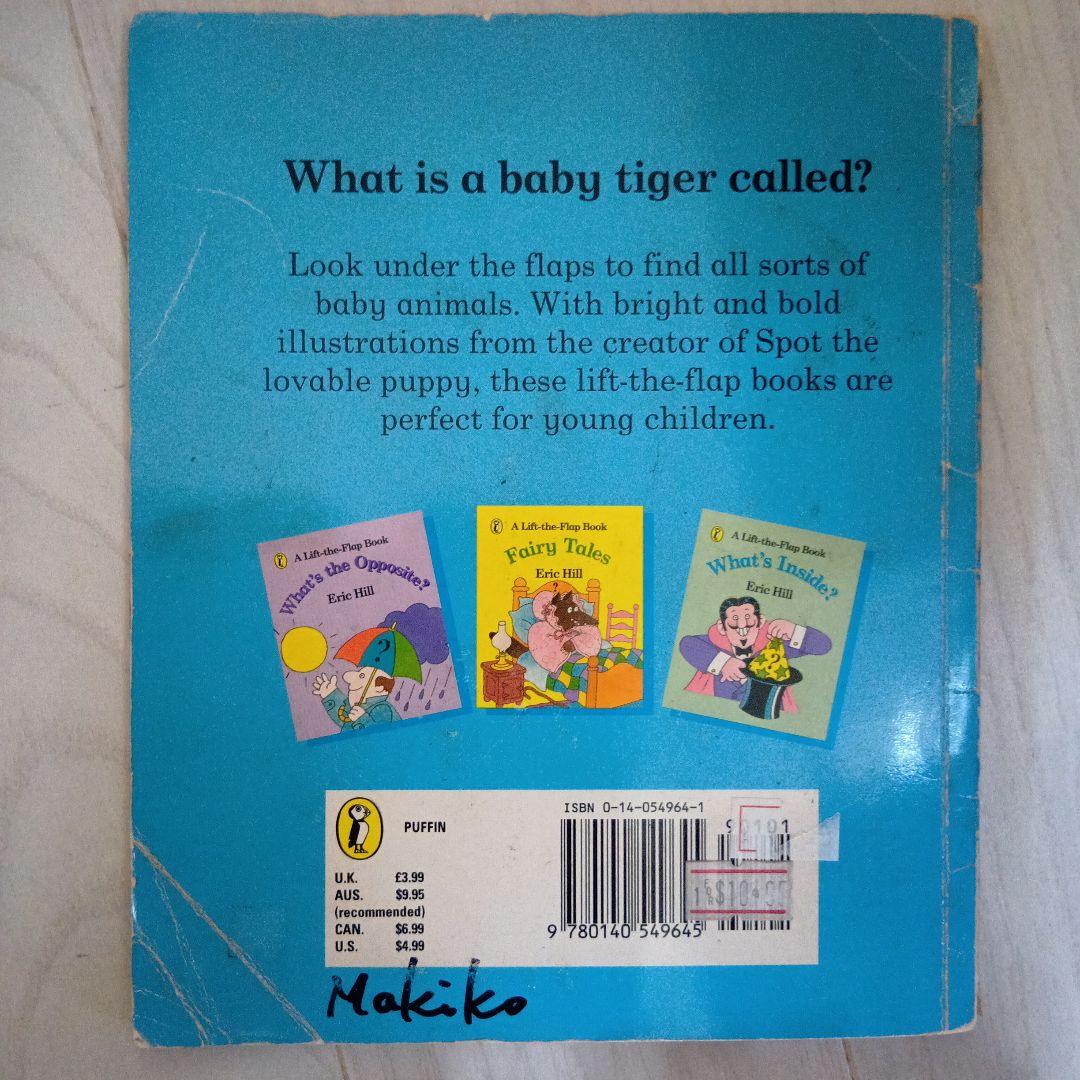 What is a baby tiger called?
Look under the flaps to find all sorts of
baby animals. With bright and bold
illustrations from the creator of Spot the
lovable puppy, these lift-the-flap books are
perfect for young children.
A Lift-the-Flap Book
What's the Opposite?
Eric Hill
?
A Lift-the-Flap Book
Fairy Tales
Eric Hill
?
A Lift-the-Flap Book
What's Inside?
Eric Hill
?
PUFFIN
U.K. £3.99
AUS. $9.95
(recommended)
CAN. $6.99
U.S. $4.99
ISBN 0-14-054964-1
90101
9 780140 549645
Makiko